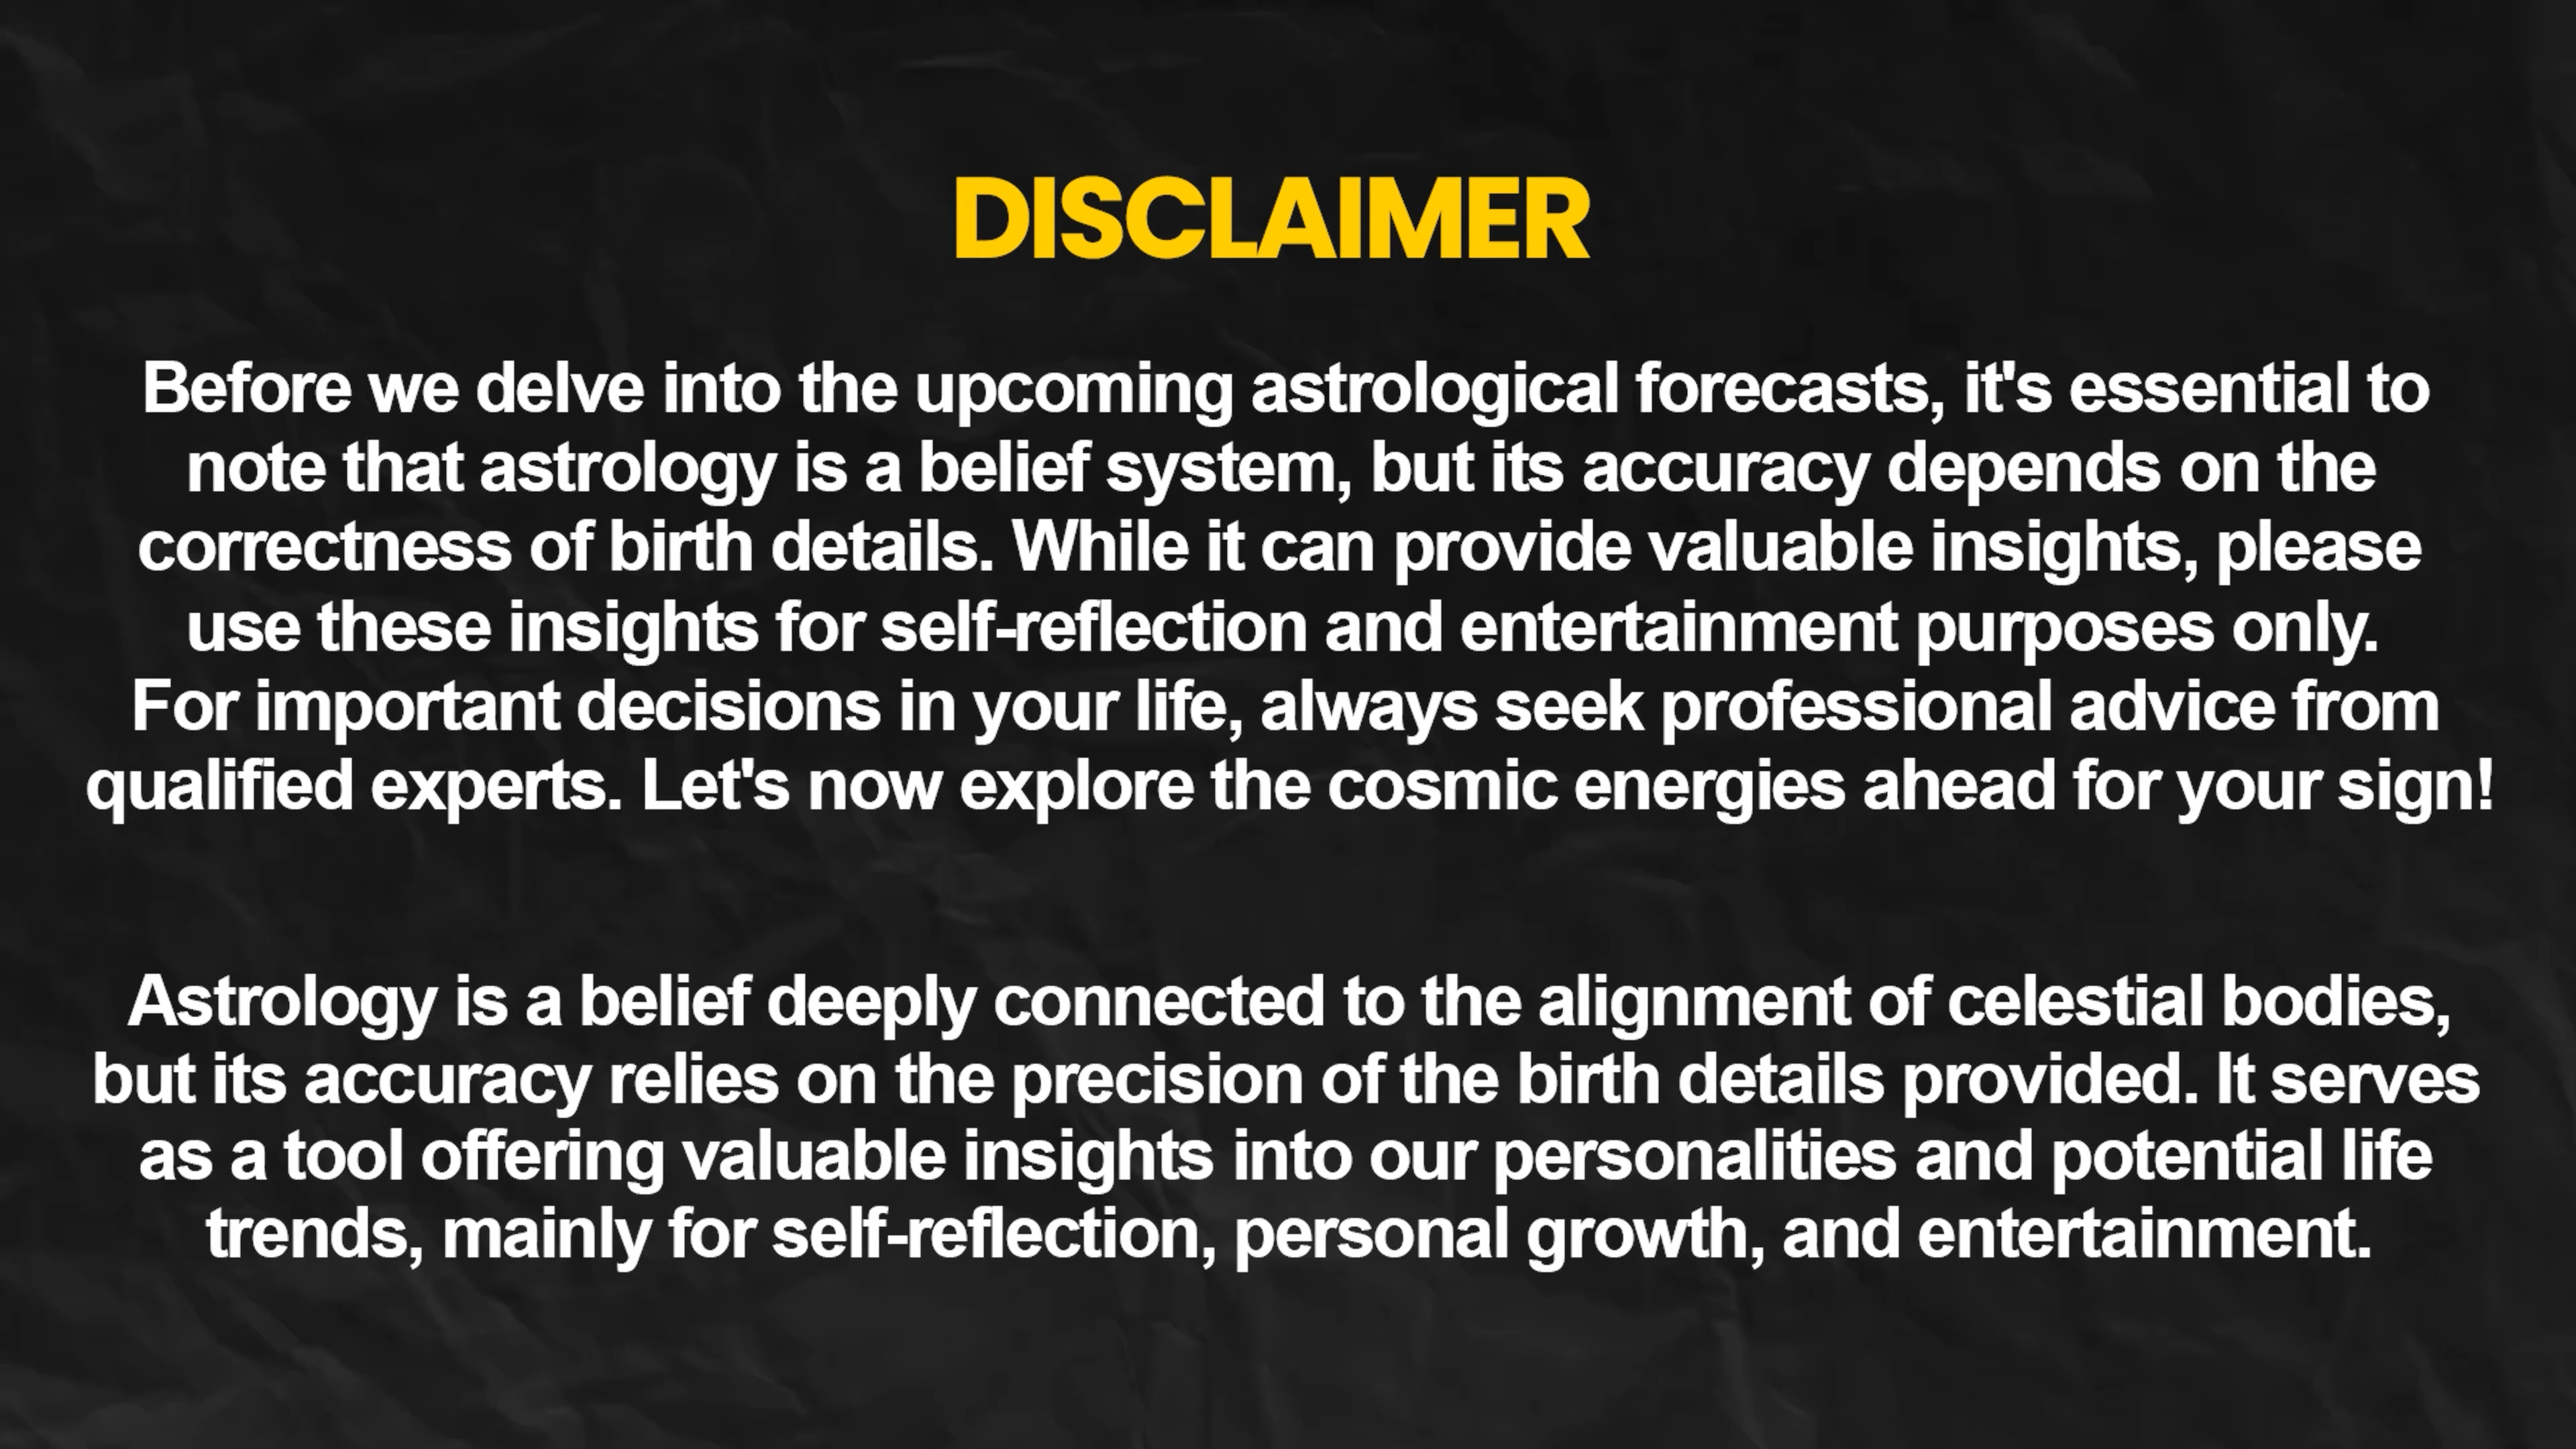 DISCLAIMER
Before we delve into the upcoming astrological forecasts, it's essential to
note that astrology is a belief system, but its accuracy depends on the
correctness of birth details. While it can provide valuable insights, please
use these insights for self-reflection and entertainment purposes only.
For important decisions in your life, always seek professional advice from
qualified experts. Let's now explore the cosmic energies ahead for your sign!
Astrology is a belief deeply connected to the alignment of celestial bodies,
but its accuracy relies on the precision of the birth details provided. It serves
as a tool offering valuable insights into our personalities and potential life
trends, mainly for self-reflection, personal growth, and entertainment.